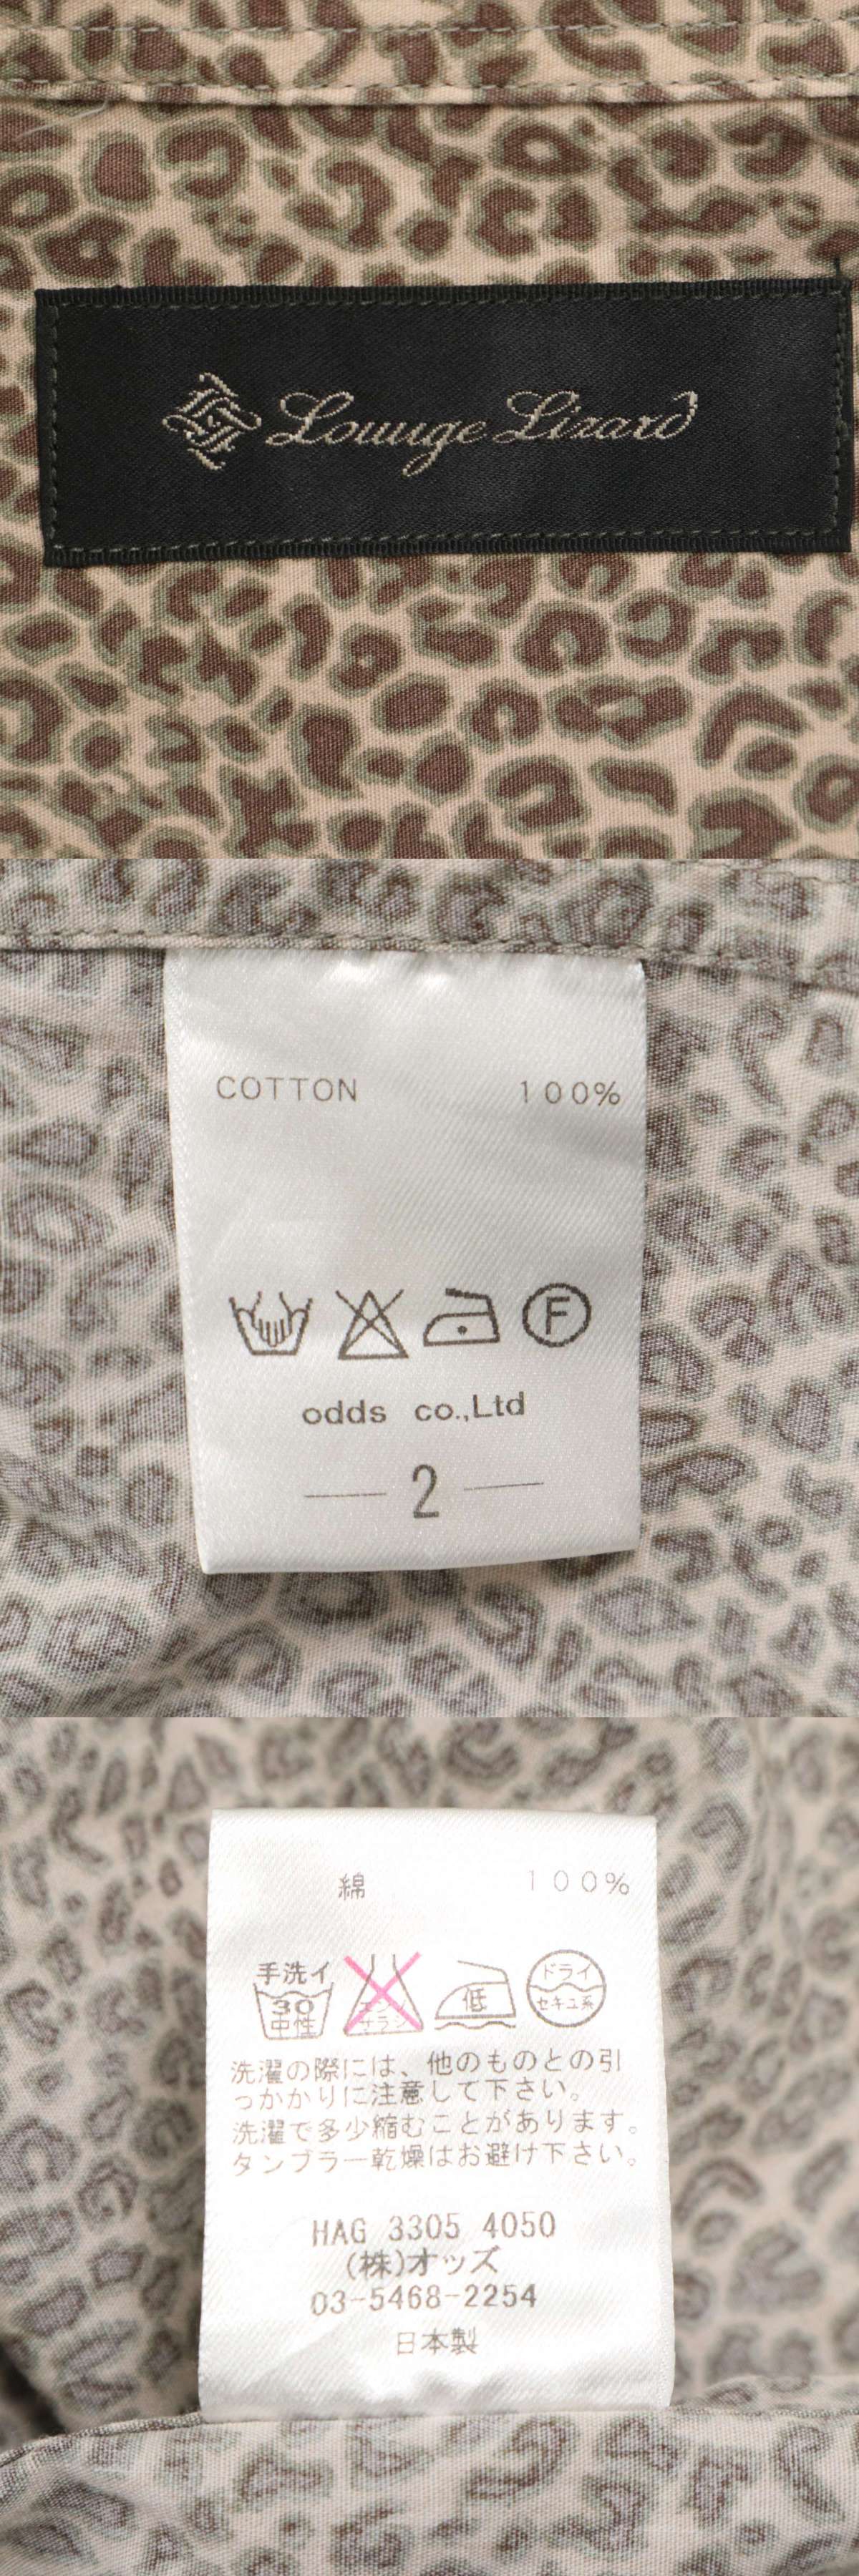 Lounge Lizard
COTTON 100%
F
odds co.,Ltd
2
綿 100%
手洗イ
30
中性
エンソ
サラシ
低
ドライ
セキユ系
洗濯の際には、他のものとの引
っかかりに注意して下さい。
洗濯で多少縮むことがあります。
タンブラー乾燥はお避け下さい。
HAG 3305 4050
(株)オッズ
03-5468-2254
日本製